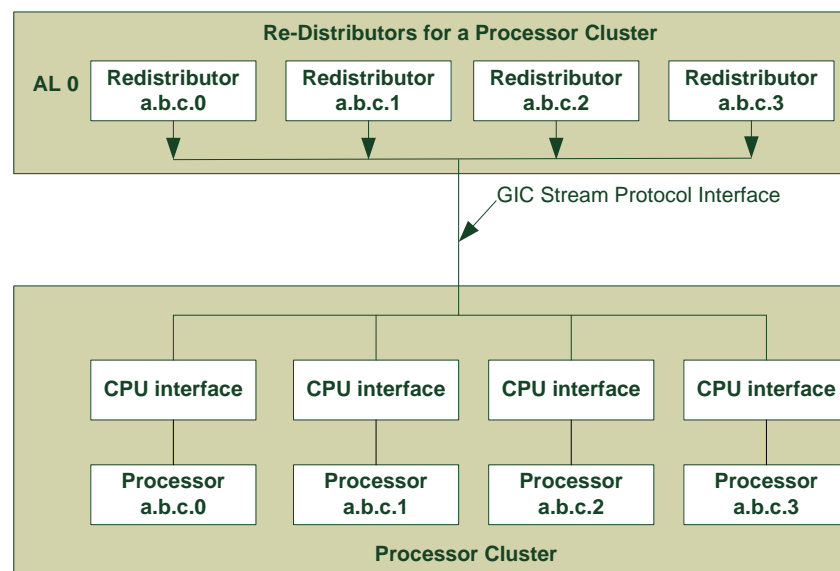 Re-Distributors for a Processor Cluster
AL 0
Redistributor a.b.c.0
Redistributor a.b.c.1
Redistributor a.b.c.2
Redistributor a.b.c.3
GIC Stream Protocol Interface
CPU interface
CPU interface
CPU interface
CPU interface
Processor a.b.c.0
Processor a.b.c.1
Processor a.b.c.2
Processor a.b.c.3
Processor Cluster